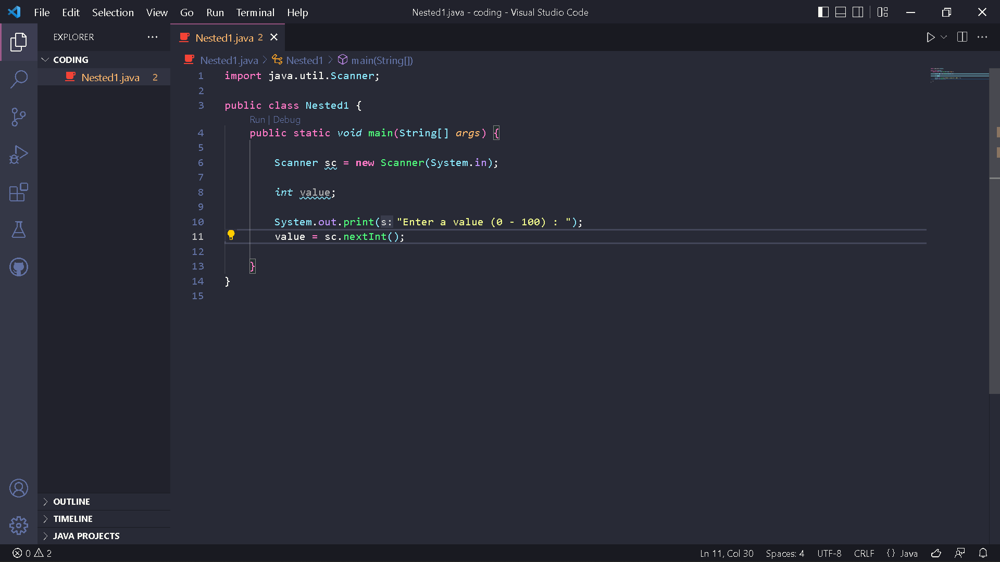 File Edit Selection View Go Run Terminal Help
Nested1.java - coding - Visual Studio Code
EXPLORER
Nested1.java 2
CODING
Nested1.java 2
Nested1.java > Nested1 > main(String[])
1 import java.util.Scanner;
2
3 public class Nested1 {
Run | Debug
4 public static void main(String[] args) {
5
6 Scanner sc = new Scanner(System.in);
7
8 int value;
9
10 System.out.print(s: "Enter a value (0 - 100) : ");
11 value = sc.nextInt();
12
13 }
14 }
15
OUTLINE
TIMELINE
JAVA PROJECTS
0 2
Ln 11, Col 30 Spaces: 4 UTF-8 CRLF {} Java